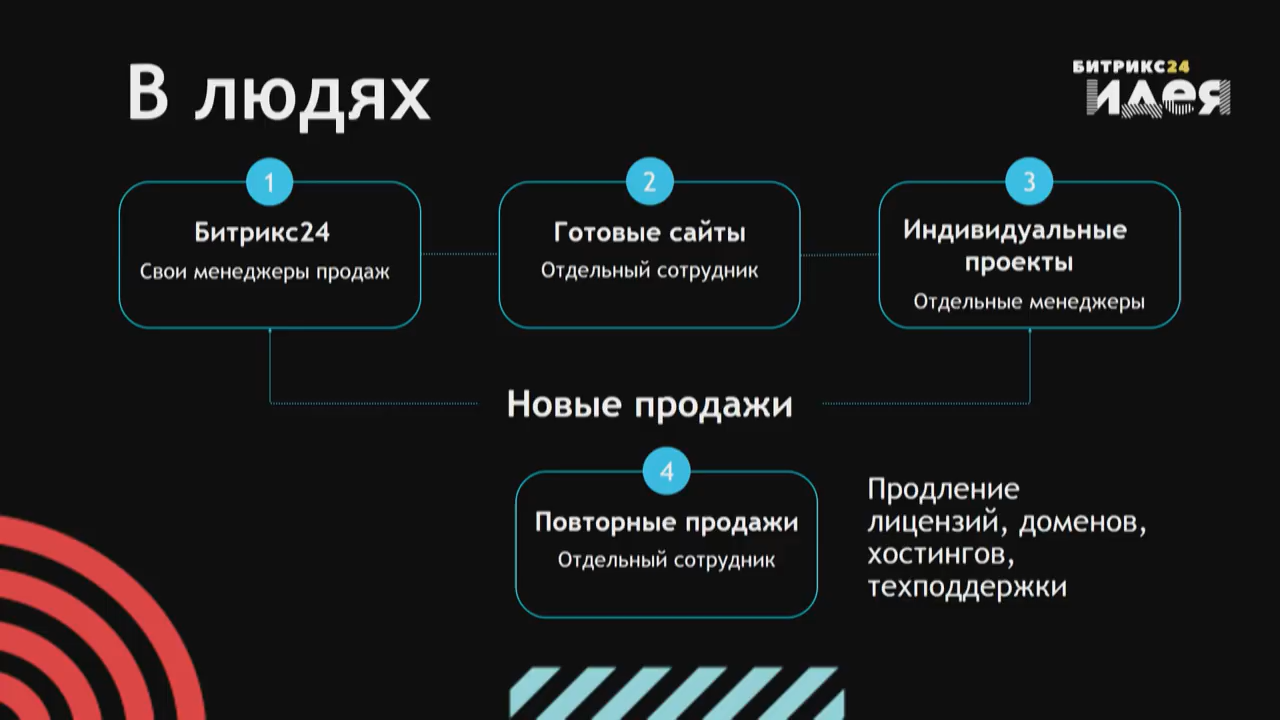 В людях
БИТРИКС24
идея
1
Битрикс24
Свои менеджеры продаж
2
Готовые сайты
Отдельный сотрудник
3
Индивидуальные
проекты
Отдельные менеджеры
Новые продажи
4
Повторные продажи
Отдельный сотрудник
Продление
лицензий, доменов,
хостингов,
техподдержки